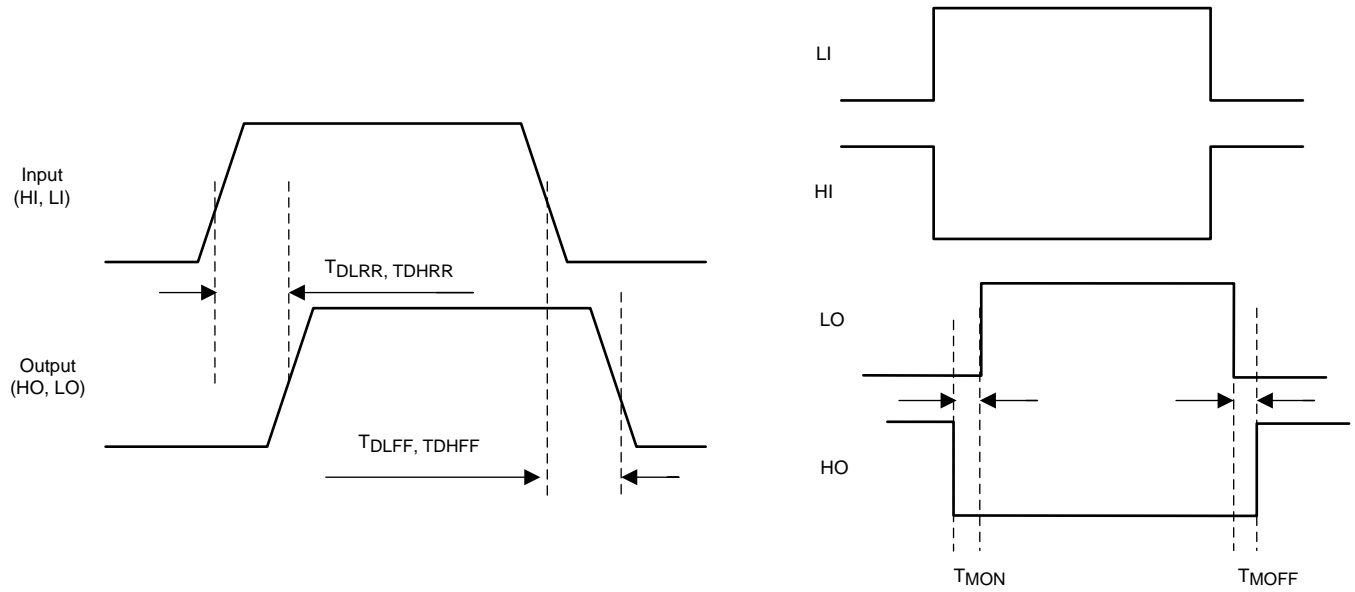 Input
(HI, LI)
TDLRR, TDHRR
Output
(HO, LO)
TDLFF, TDHFF
LI
HI
LO
HO
TMON
TMOFF